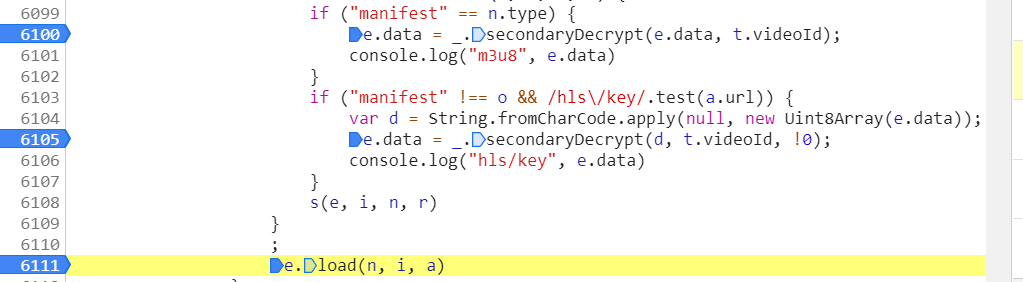 6099 if ("manifest" == n.type) {
6100 e.data = _.secondaryDecrypt(e.data, t.videoId);
6101 console.log("m3u8", e.data)
6102 }
6103 if ("manifest" !== o && /hls\/key/.test(a.url)) {
6104 var d = String.fromCharCode.apply(null, new Uint8Array(e.data));
6105 e.data = _.secondaryDecrypt(d, t.videoId, !0);
6106 console.log("hls/key", e.data)
6107 }
6108 s(e, i, n, r)
6109 }
6110 ;
6111 e.load(n, i, a)